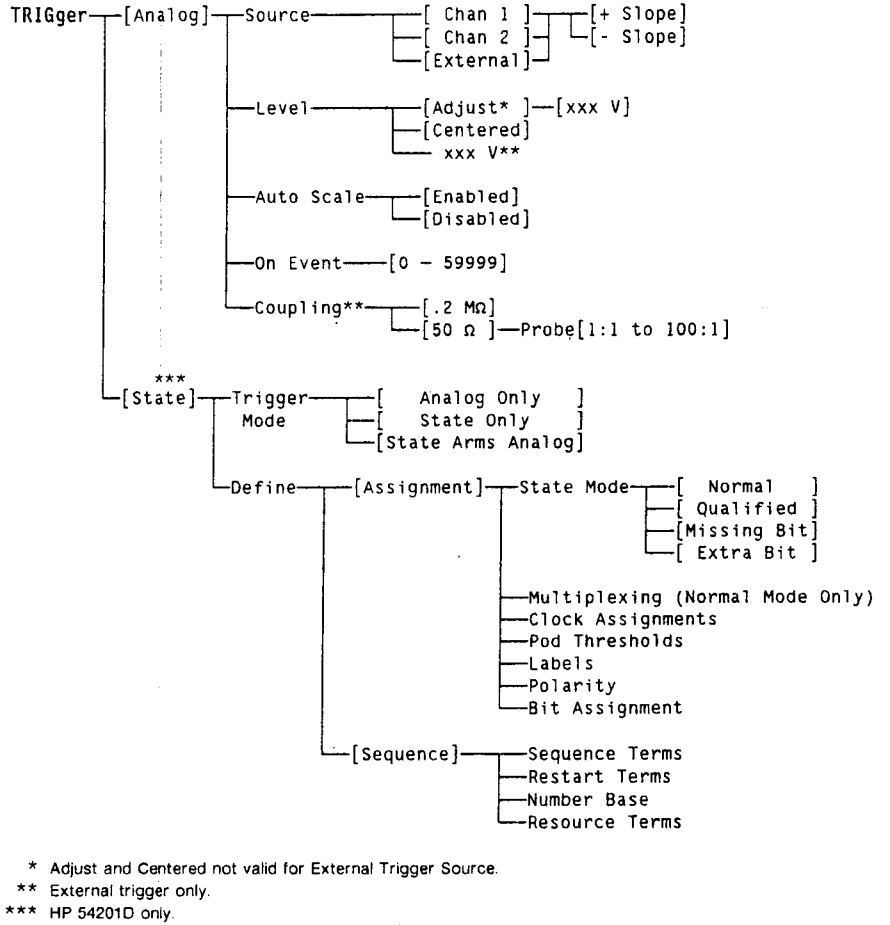 TRIGger [Analog] Source [ Chan 1 ] [+ Slope]
[ Chan 2 ] [- Slope]
[External]
Level [Adjust* ] [xxx V]
[Centered]
xxx V**
Auto Scale [Enabled]
[Disabled]
On Event [0 - 59999]
Coupling** [.2 MΩ]
[50 Ω ] Probe[1:1 to 100:1]
***
[State] Trigger [ Analog Only ]
Mode [ State Only ]
[State Arms Analog]
Define [Assignment] State Mode [ Normal ]
[ Qualified ]
[Missing Bit]
[ Extra Bit ]
Multiplexing (Normal Mode Only)
Clock Assignments
Pod Thresholds
Labels
Polarity
Bit Assignment
[Sequence] Sequence Terms
Restart Terms
Number Base
Resource Terms
* Adjust and Centered not valid for External Trigger Source.
** External trigger only.
*** HP 54201D only.